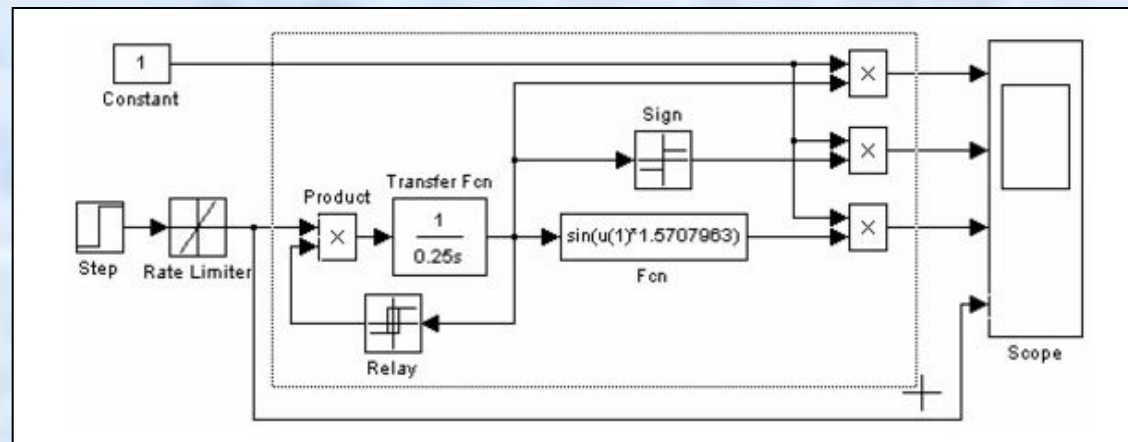 1
Constant
Sign
Product
Transfer Fcn
1
0.25s
sin(u(1)*1.5707963)
Fcn
Step
Rate Limiter
Relay
Scope